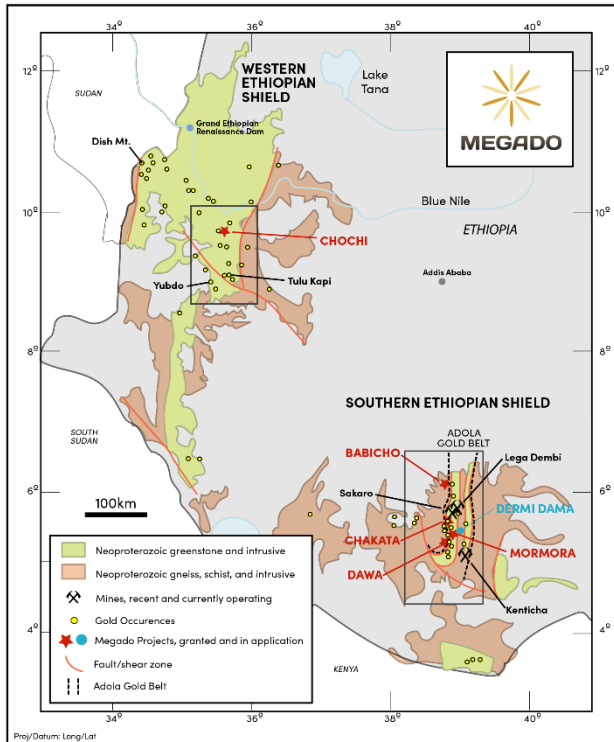 34º
36º
38º
40º
12º
WESTERN
ETHIOPIAN
SHIELD
Lake
Tana
MEGADO
SUDAN
Grand Ethiopian
Renaissance Dam
Dish Mt.
10º
10º
Blue Nile
ETHIOPIA
CHOCHI
Addis Ababa
Yubdo
Tulu Kapi
8º
8º
SOUTHERN ETHIOPIAN SHIELD
ADOLA
GOLD BELT
BABICHO
Lega Dembi
SOUTH
SUDAN
6º
6º
Sakaro
100km
DERMI DAMA
CHAKATA
MORMORA
DAWA
Kenticha
Neoproterozoic greenstone and intrusive
Neoproterozoic gneiss, schist, and intrusive
Mines, recent and currently operating
Gold Occurences
Megado Projects, granted and in application
Fault/shear zone
Adola Gold Belt
4º
4º
KENYA
34º
36º
38º
40º
Proj/Datum: Long/Lat